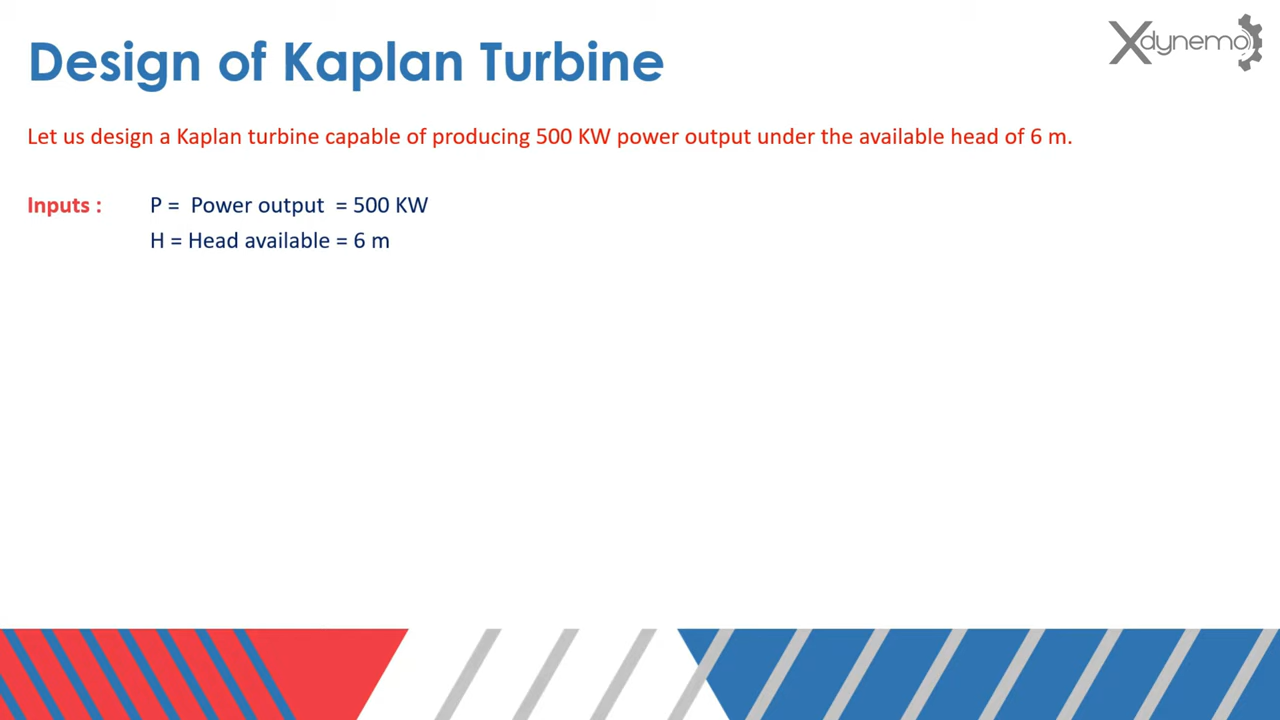 Design of Kaplan Turbine
Xdynemo
Let us design a Kaplan turbine capable of producing 500 KW power output under the available head of 6 m.
Inputs : P = Power output = 500 KW
H = Head available = 6 m